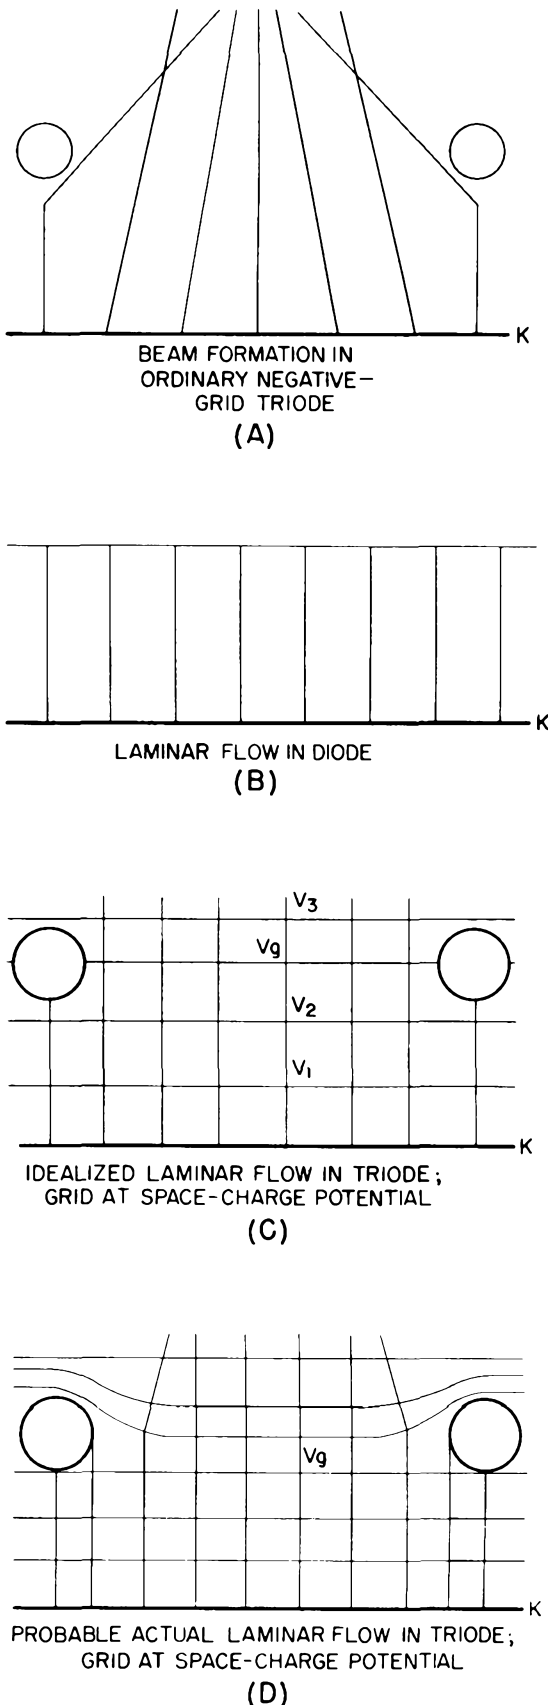 K
BEAM FORMATION IN
ORDINARY NEGATIVE-
GRID TRIODE
(A)
K
LAMINAR FLOW IN DIODE
(B)
V3
Vg
V2
V1
K
IDEALIZED LAMINAR FLOW IN TRIODE;
GRID AT SPACE-CHARGE POTENTIAL
(C)
Vg
K
PROBABLE ACTUAL LAMINAR FLOW IN TRIODE;
GRID AT SPACE-CHARGE POTENTIAL
(D)